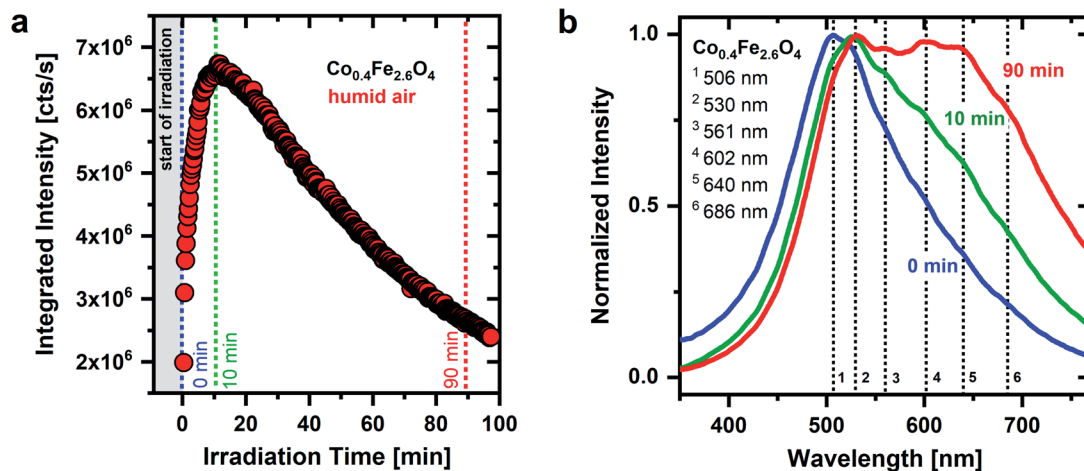 a
Integrated Intensity [cts/s]
7x10⁶
6x10⁶
5x10⁶
4x10⁶
3x10⁶
2x10⁶
start of irradiation
Co₀.₄Fe₂.₆O₄
humid air
0 min
10 min
90 min
0
20
40
60
80
100
Irradiation Time [min]
b
Normalized Intensity
1.0
0.5
0.0
Co₀.₄Fe₂.₆O₄
¹ 506 nm
² 530 nm
³ 561 nm
⁴ 602 nm
⁵ 640 nm
⁶ 686 nm
90 min
10 min
0 min
1
2
3
4
5
6
400
500
600
700
Wavelength [nm]